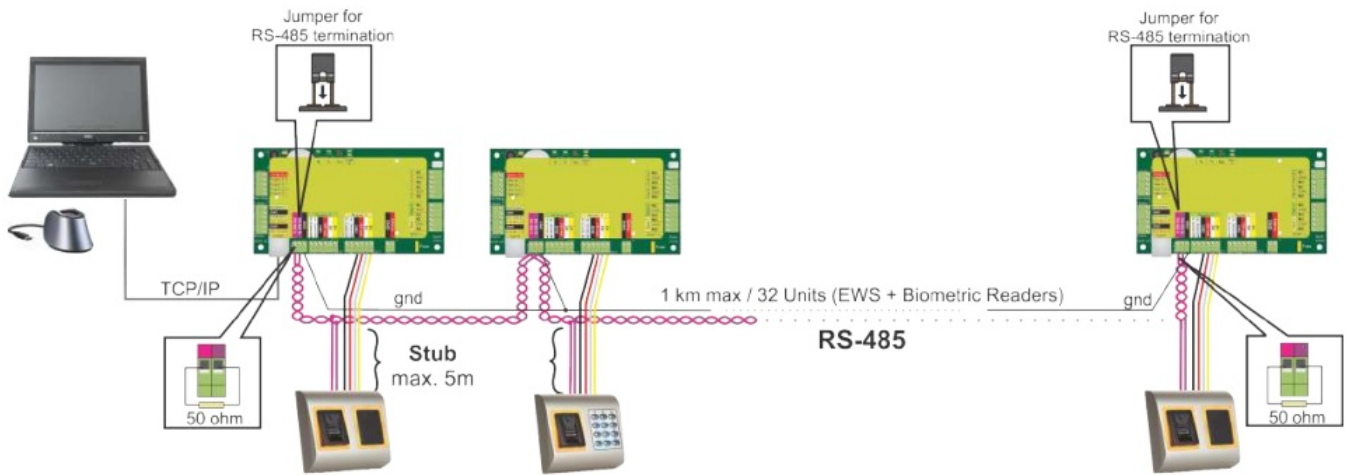 Jumper for
RS-485 termination
Jumper for
RS-485 termination
TCP/IP
gnd
1 km max / 32 Units (EWS + Biometric Readers)
gnd
RS-485
Stub
max. 5m
50 ohm
50 ohm